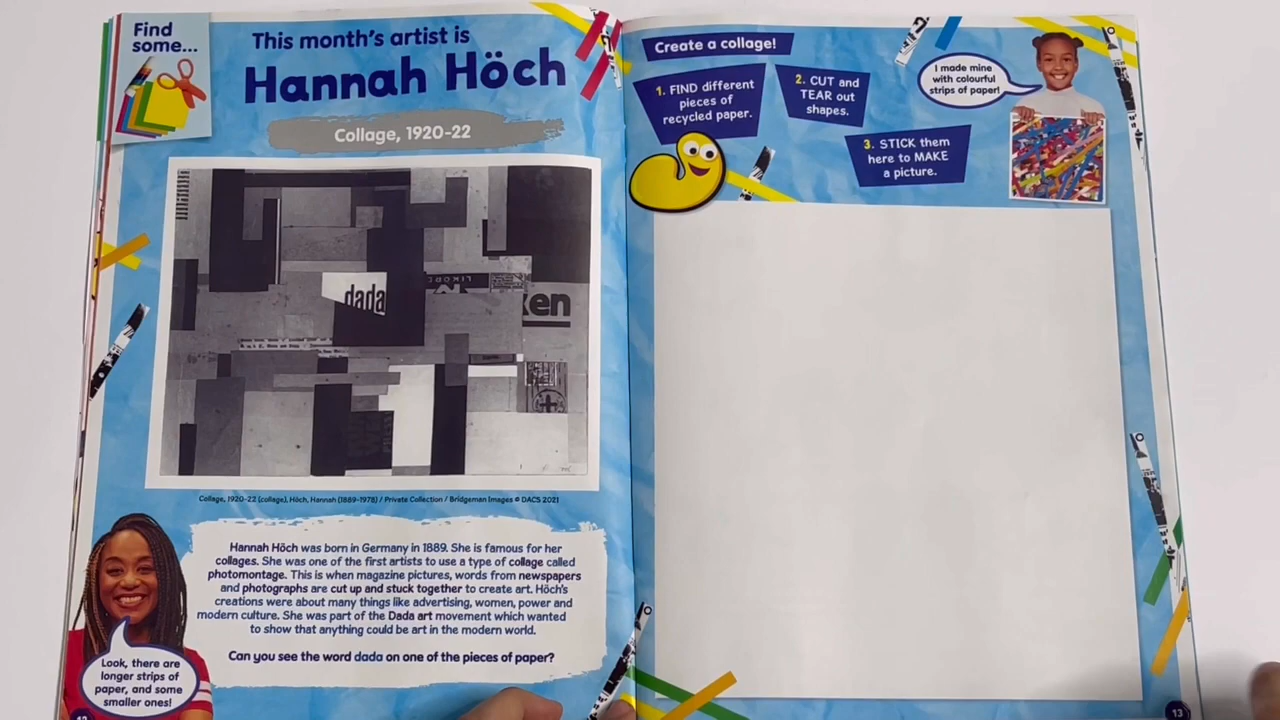 Find
some...
This month's artist is
Hannah Höch
Collage, 1920-22
dada
ken
Collage, 1920-22 (collage), Höch, Hannah (1889-1978) / Private Collection / Bridgeman Images © DACS 2021
Hannah Höch was born in Germany in 1889. She is famous for her
collages. She was one of the first artists to use a type of collage called
photomontage. This is when magazine pictures, words from newspapers
and photographs are cut up and stuck together to create art. Höch's
creations were about many things like advertising, women, power and
modern culture. She was part of the Dada art movement which wanted
to show that anything could be art in the modern world.
Can you see the word dada on one of the pieces of paper?
Look, there are
longer strips of
paper, and some
smaller ones!
12
Create a collage!
1. FIND different
pieces of
recycled paper.
2. CUT and
TEAR out
shapes.
3. STICK them
here to MAKE
a picture.
I made mine
with colourful
strips of paper!
13